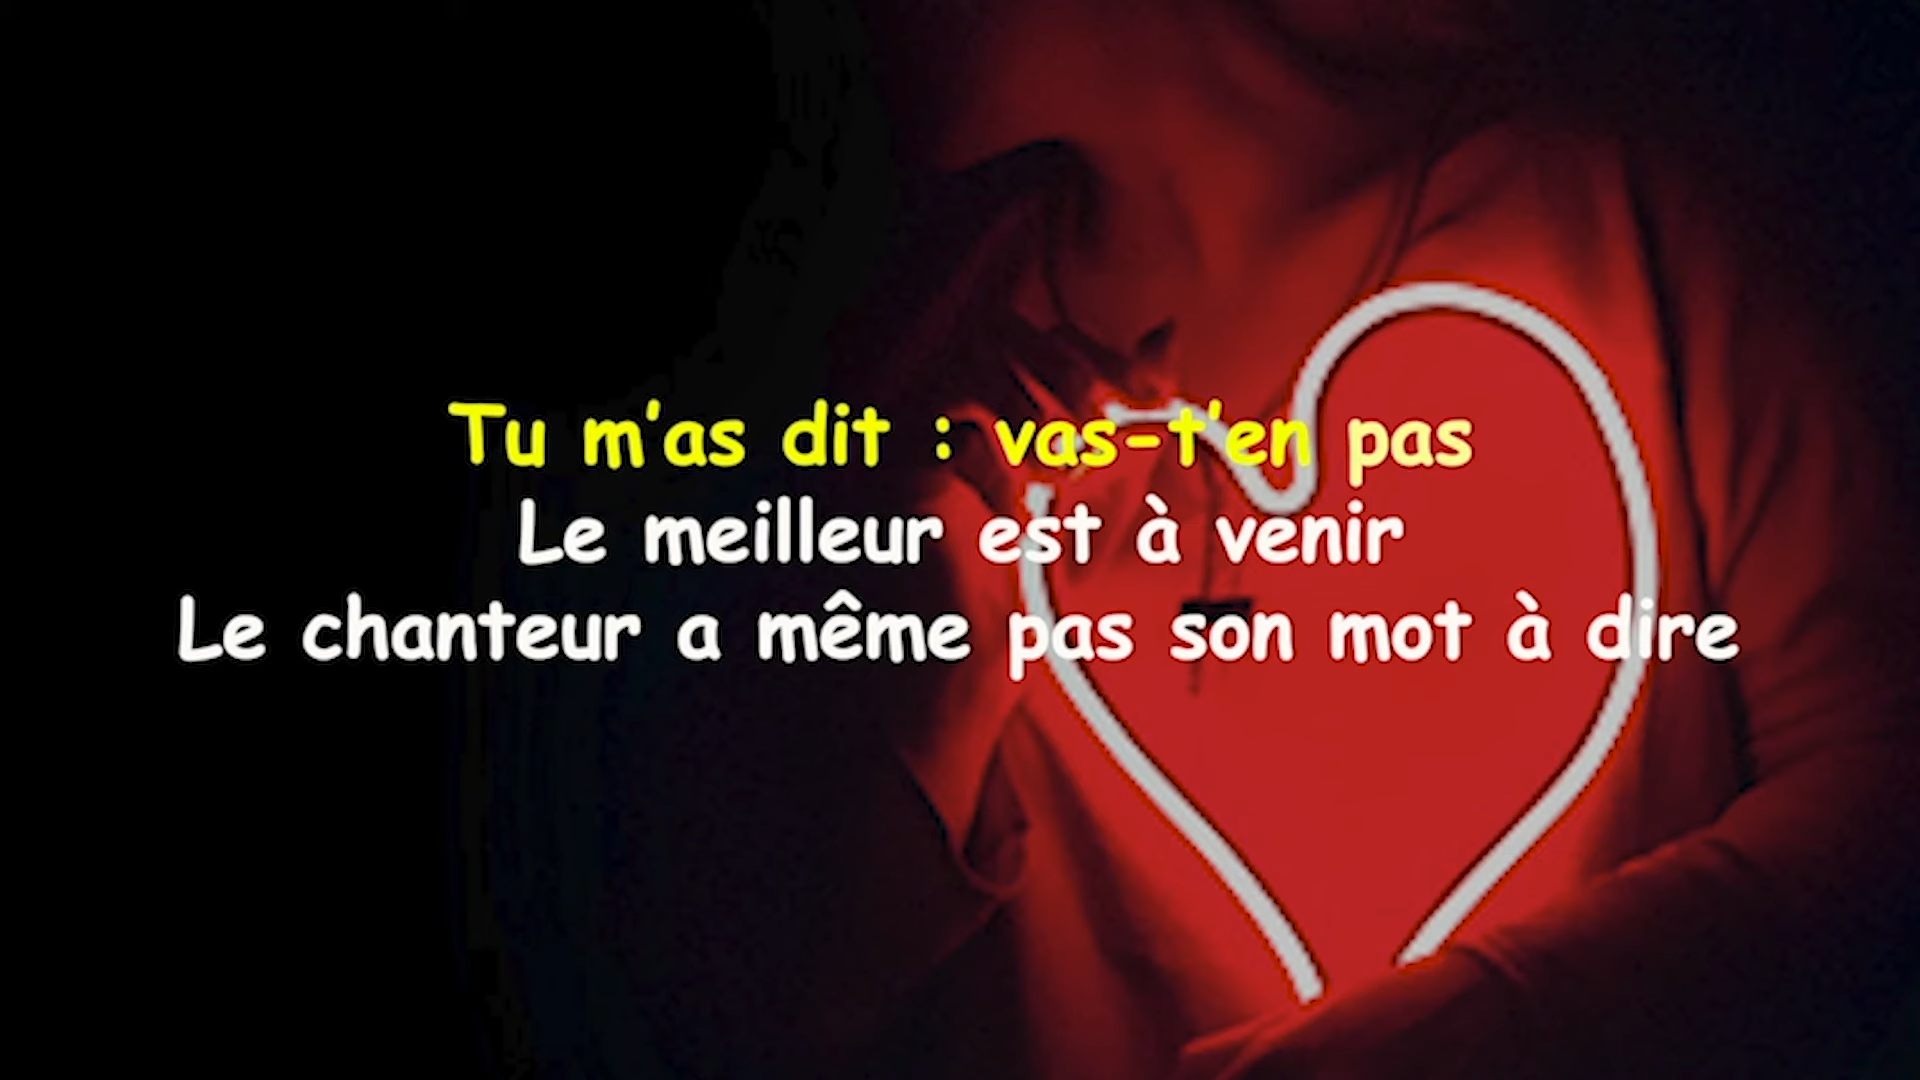 Tu m'as dit : vas-t'en pas
Le meilleur est à venir
Le chanteur a même pas son mot à dire